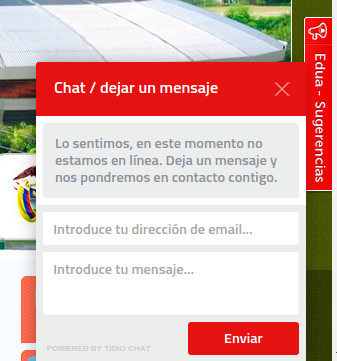 Chat / dejar un mensaje
Lo sentimos, en este momento no
estamos en línea. Deja un mensaje y
nos pondremos en contacto contigo.
Introduce tu dirección de email...
Introduce tu mensaje...
Enviar
POWERED BY TIDIO CHAT
Edua - Sugerencias